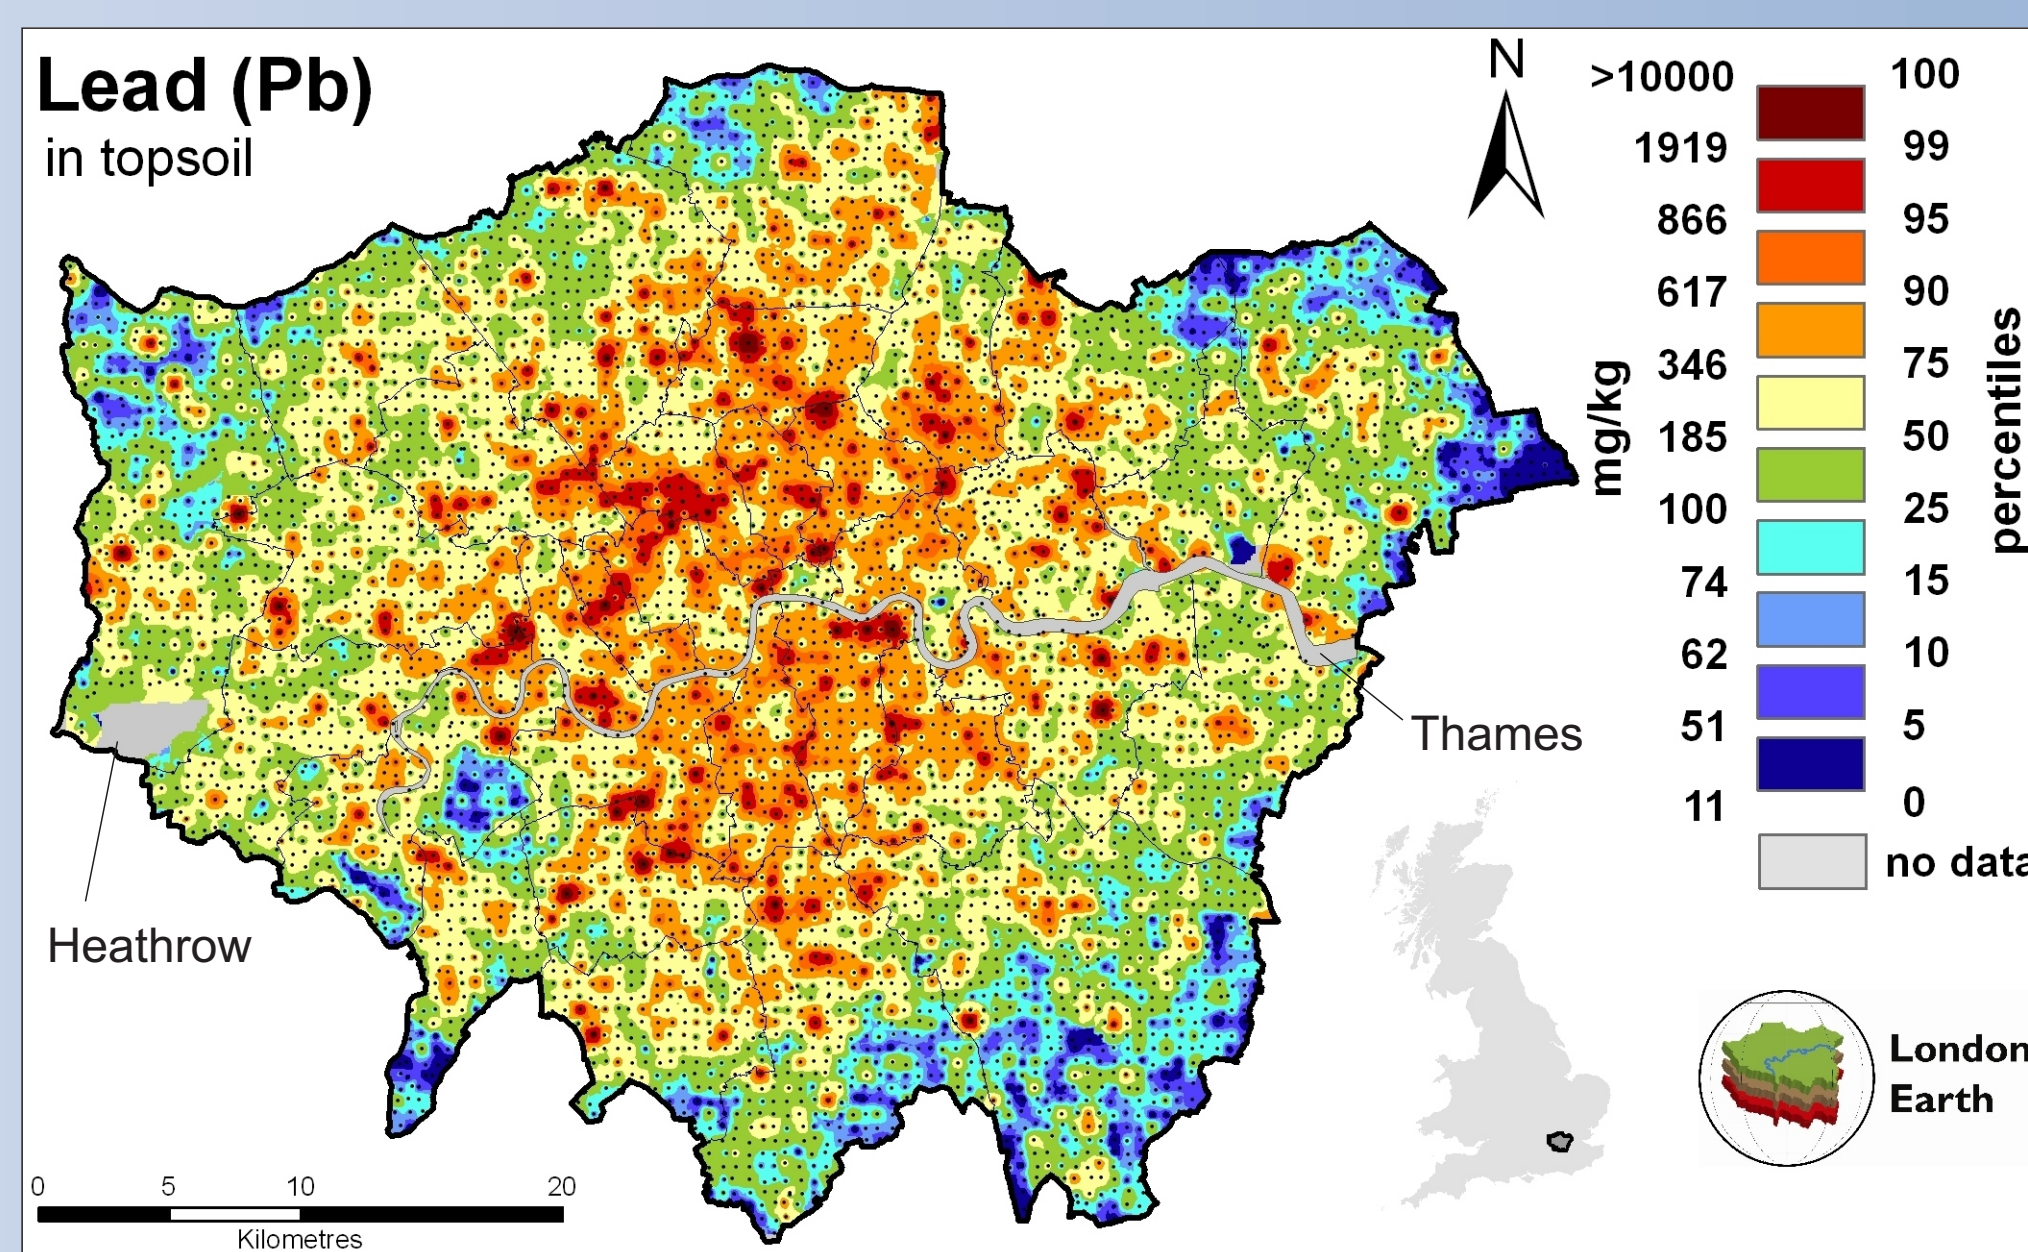 Lead (Pb)
in topsoil
N
>10000
1919
866
617
346
185
100
74
62
51
11
mg/kg
100
99
95
90
75
50
25
15
10
5
0
percentiles
no data
Thames
Heathrow
London
Earth
0 5 10 20
Kilometres